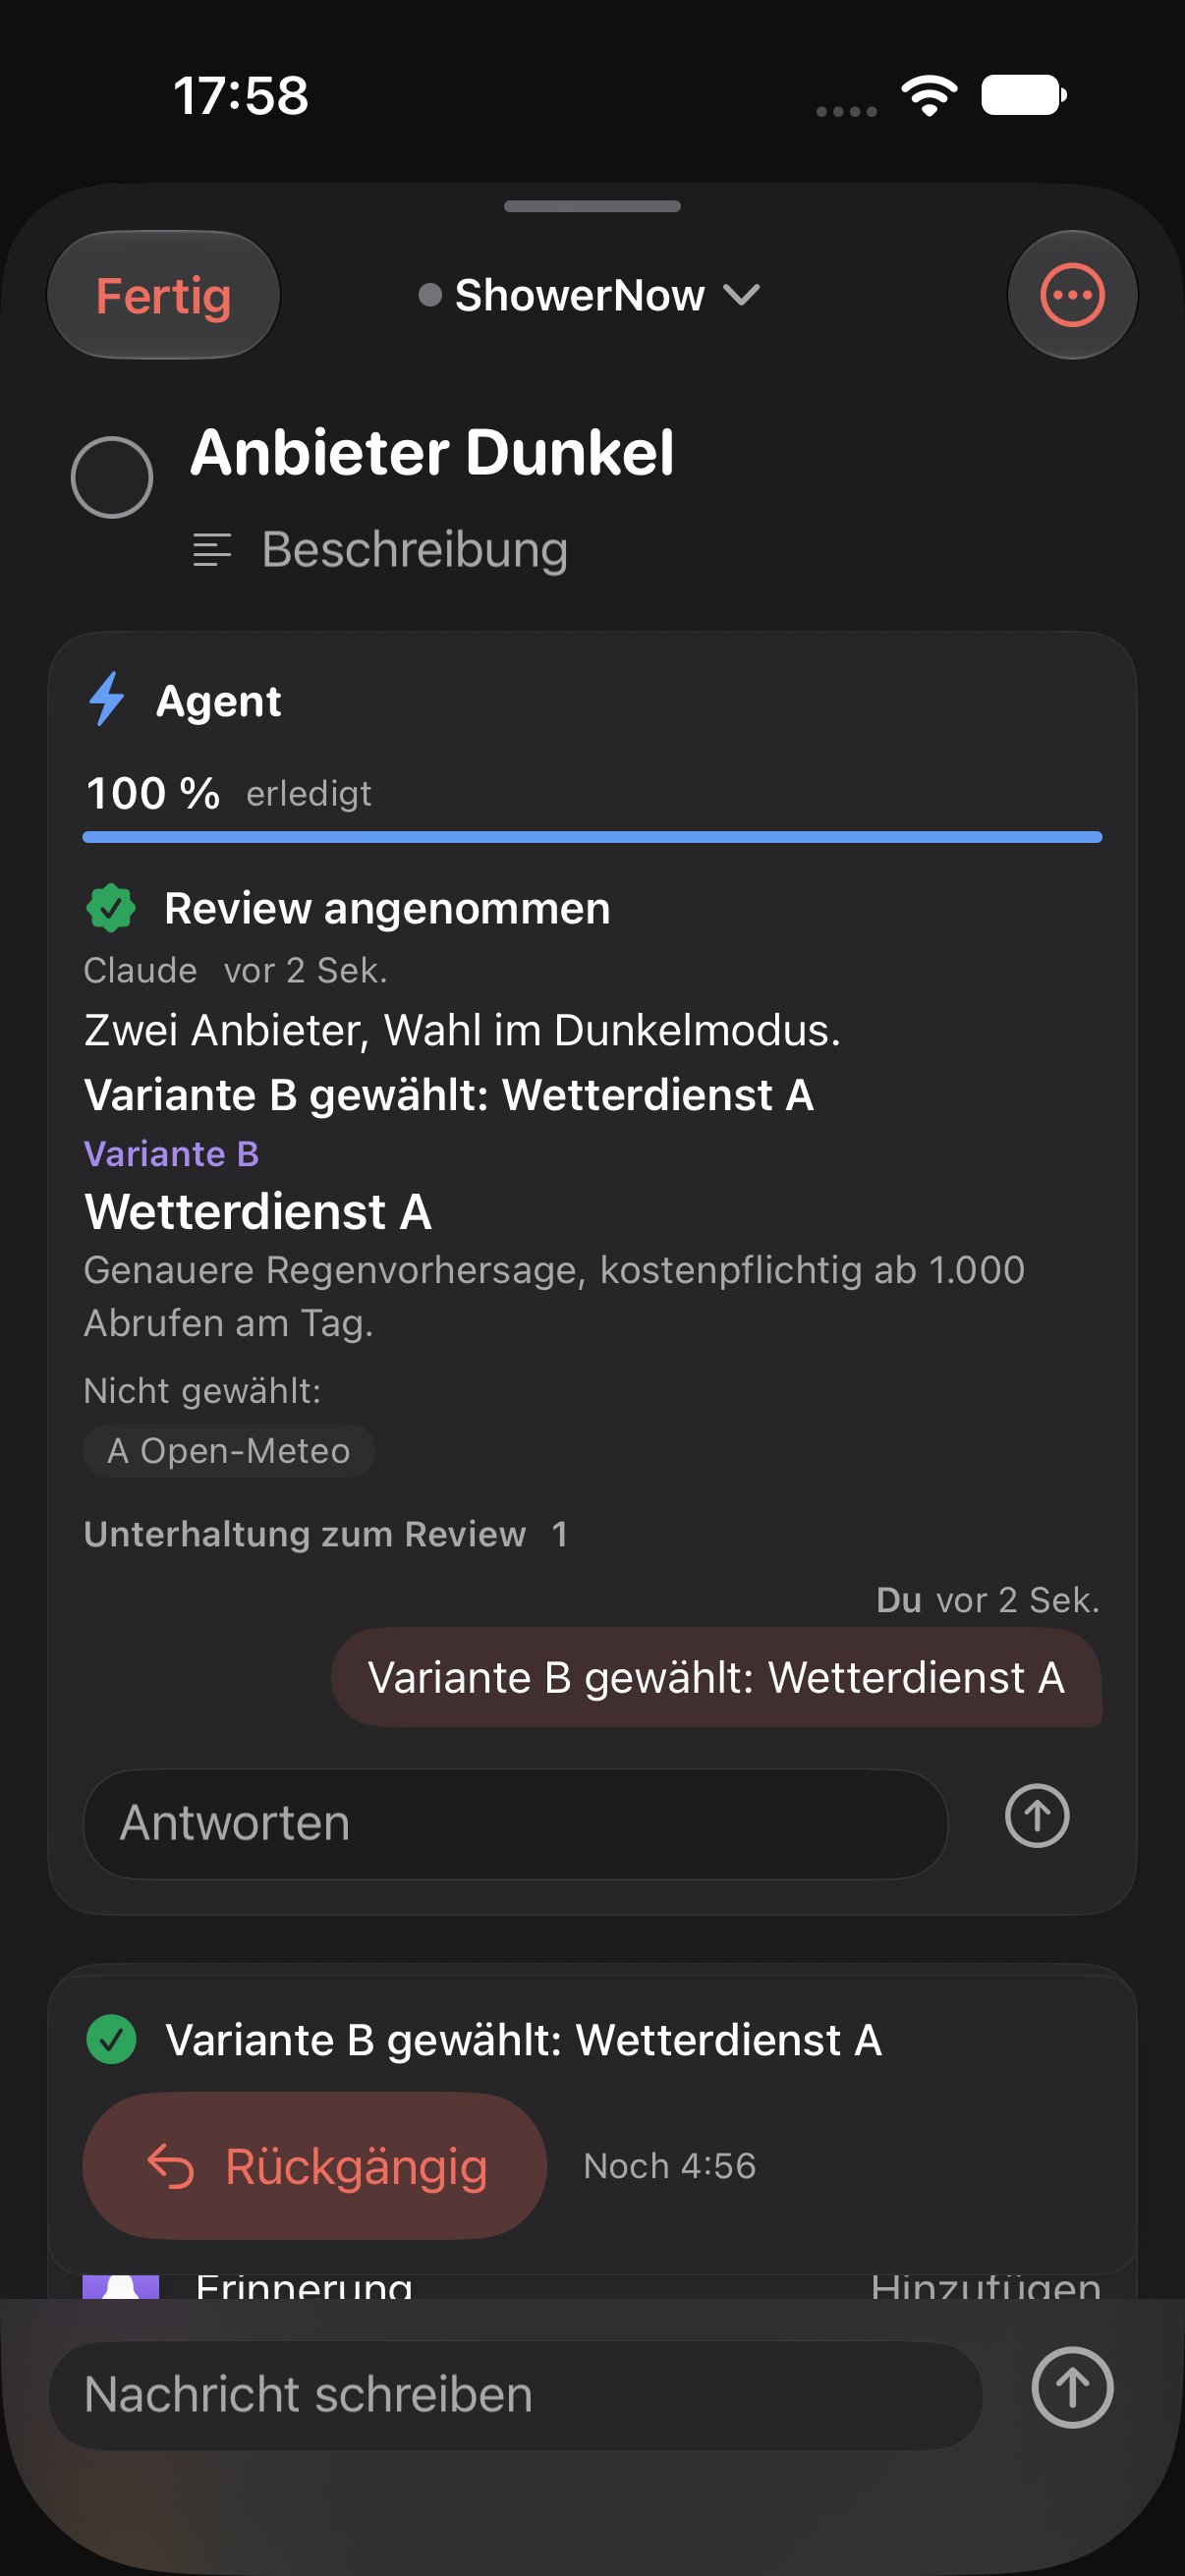 17:58
Fertig
ShowerNow
Anbieter Dunkel
Beschreibung
Agent
100 % erledigt
Review angenommen
Claude vor 2 Sek.
Zwei Anbieter, Wahl im Dunkelmodus.
Variante B gewählt: Wetterdienst A
Variante B
Wetterdienst A
Genauere Regenvorhersage, kostenpflichtig ab 1.000
Abrufen am Tag.
Nicht gewählt:
A Open-Meteo
Unterhaltung zum Review 1
Du vor 2 Sek.
Variante B gewählt: Wetterdienst A
Antworten
Variante B gewählt: Wetterdienst A
Rückgängig Noch 4:56
Erinnerung Hinzufügen
Nachricht schreiben